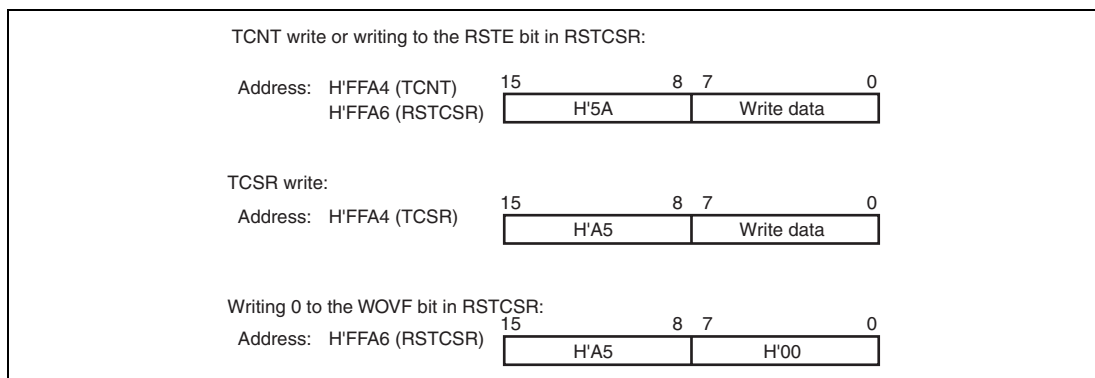 TCNT write or writing to the RSTE bit in RSTCSR:
15 8 7 0
Address: H'FFA4 (TCNT)
H'FFA6 (RSTCSR) H'5A Write data
TCSR write:
15 8 7 0
Address: H'FFA4 (TCSR) H'A5 Write data
Writing 0 to the WOVF bit in RSTCSR:
15 8 7 0
Address: H'FFA6 (RSTCSR) H'A5 H'00